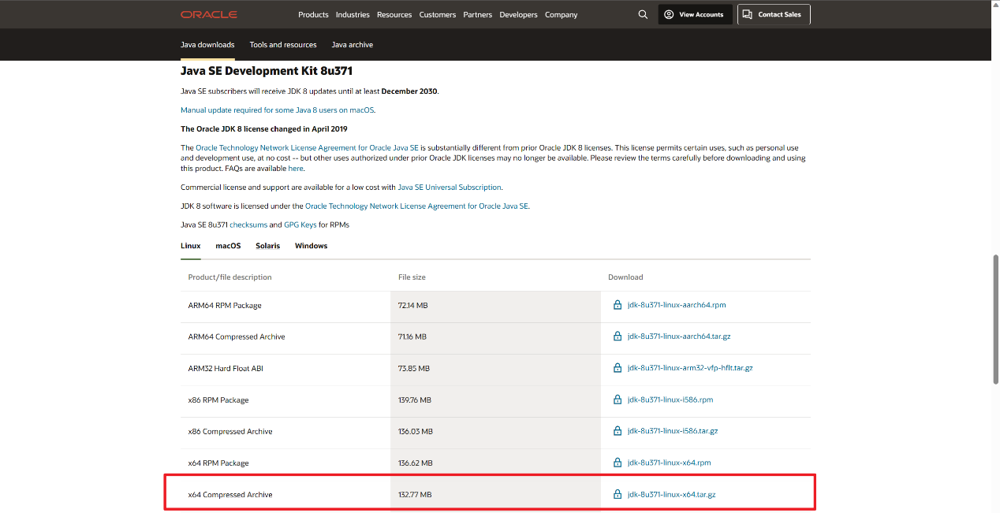 ORACLE Products Industries Resources Customers Partners Developers Company View Accounts Contact Sales
Java downloads Tools and resources Java archive
Java SE Development Kit 8u371
Java SE subscribers will receive JDK 8 updates until at least December 2030.
Manual update required for some Java 8 users on macOS.
The Oracle JDK 8 license changed in April 2019
The Oracle Technology Network License Agreement for Oracle Java SE is substantially different from prior Oracle JDK 8 licenses. This license permits certain uses, such as personal use
and development use, at no cost -- but other uses authorized under prior Oracle JDK licenses may no longer be available. Please review the terms carefully before downloading and using
this product. FAQs are available here.
Commercial license and support are available for a low cost with Java SE Universal Subscription.
JDK 8 software is licensed under the Oracle Technology Network License Agreement for Oracle Java SE.
Java SE 8u371 checksums and GPG Keys for RPMs
Linux macOS Solaris Windows
Product/file description File size Download
ARM64 RPM Package 72.14 MB jdk-8u371-linux-aarch64.rpm
ARM64 Compressed Archive 71.16 MB jdk-8u371-linux-aarch64.tar.gz
ARM32 Hard Float ABI 73.85 MB jdk-8u371-linux-arm32-vfp-hflt.tar.gz
x86 RPM Package 139.76 MB jdk-8u371-linux-i586.rpm
x86 Compressed Archive 136.03 MB jdk-8u371-linux-i586.tar.gz
x64 RPM Package 136.62 MB jdk-8u371-linux-x64.rpm
x64 Compressed Archive 132.77 MB jdk-8u371-linux-x64.tar.gz